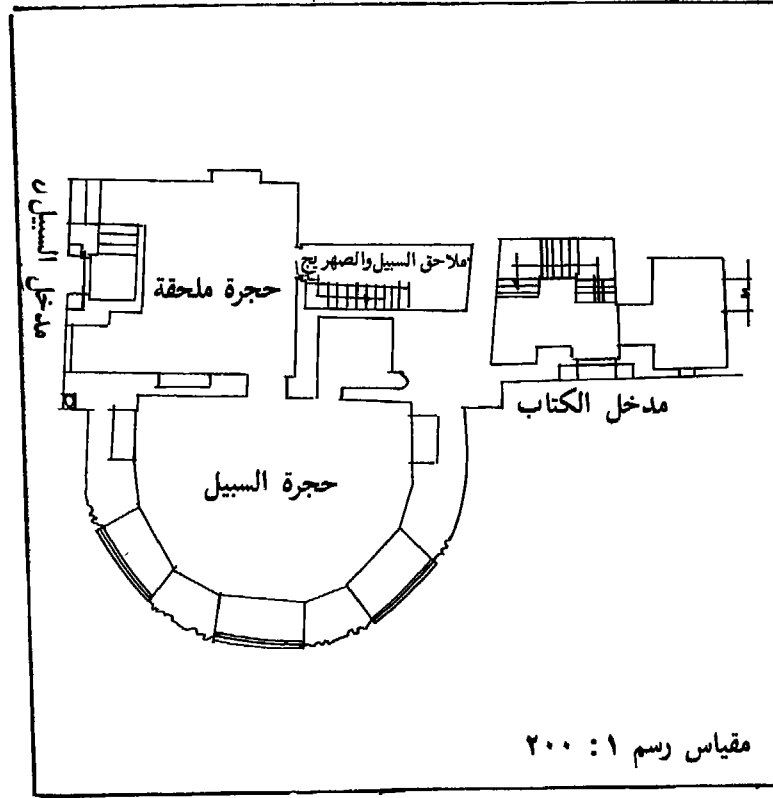 ملاحق السبيل والصهريج
حجرة ملحقة
مدخل السبيل
مدخل الكتاب
حجرة السبيل
مقياس رسم ١ : ٢٠٠